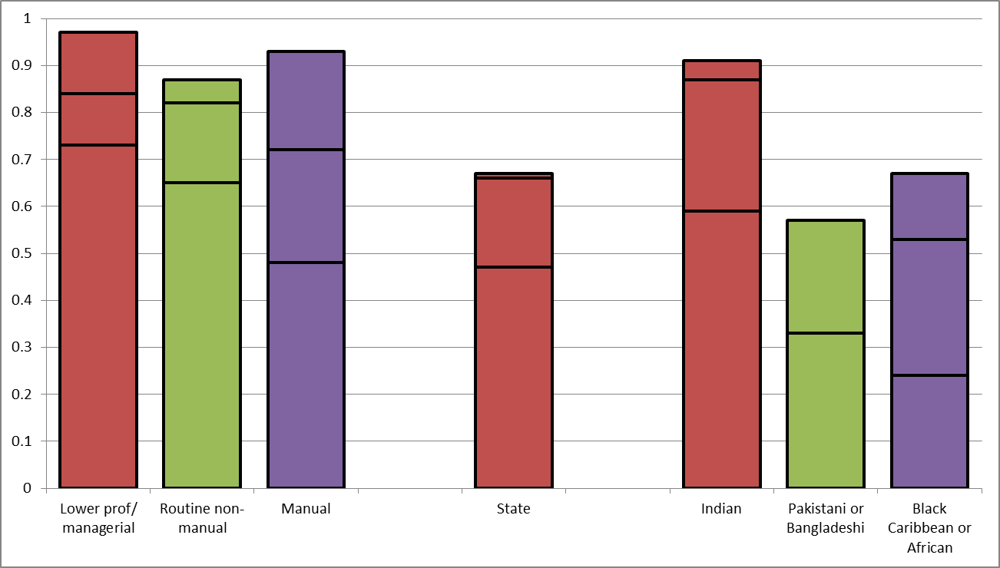 1
0.9
0.8
0.7
0.6
0.5
0.4
0.3
0.2
0.1
0
Lower prof/
managerial
Routine non-
manual
Manual
State
Indian
Pakistani or
Bangladeshi
Black
Caribbean or
African